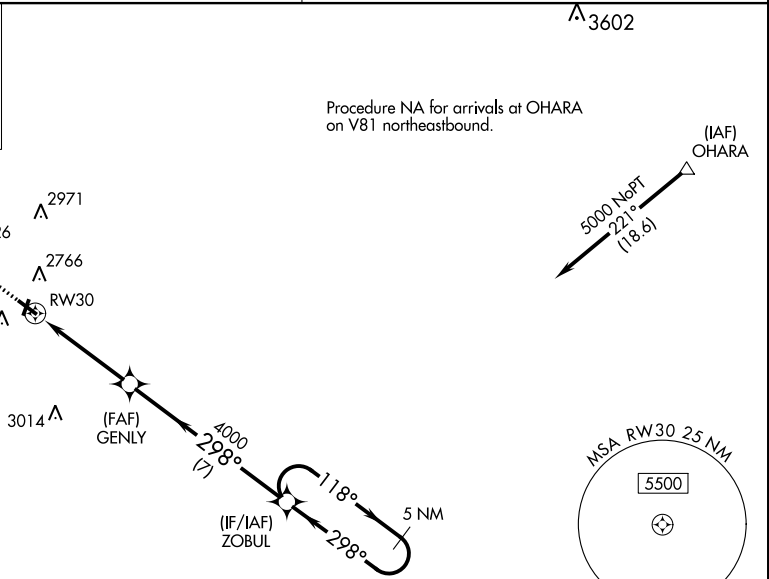 3602
Procedure NA for arrivals at OHARA
on V81 northeastbound.
(IAF)
OHARA
5000 NoPT
221°
(18.6)
2971
26
2766
RW30
3014
(FAF)
GENLY
4000
298°
(7)
118°
5 NM
298°
(IF/IAF)
ZOBUL
MSA RW30 25 NM
5500